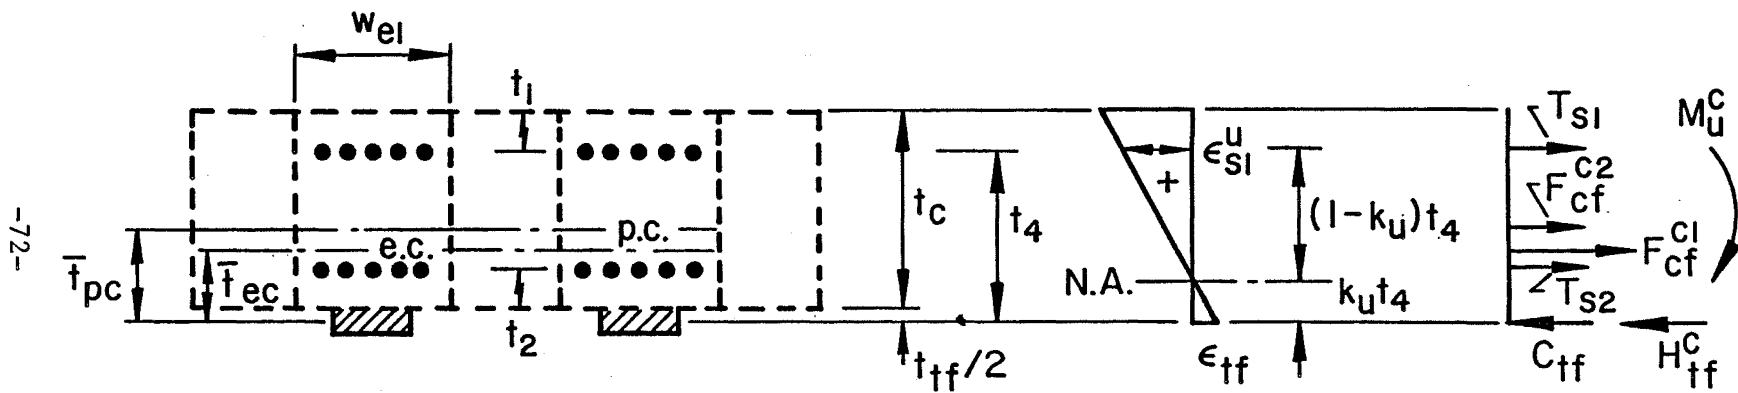 -72-
w_e1
t_1
t_c
t_4
ε_s1^u
+
(1-k_u)t_4
T_s1
M_u^c
F_cf^c2
p.c.
e.c.
F_cf^c1
t̄_pc
t̄_ec
N.A.
k_u t_4
T_s2
t_2
t_tf/2
ε_tf
C_tf
H_tf^c